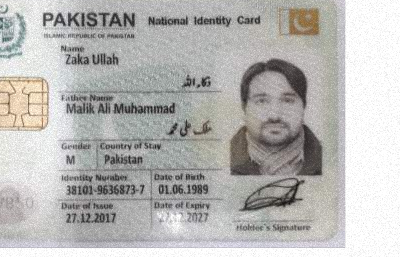 PAKISTAN National Identity Card
ISLAMIC REPUBLIC OF PAKISTAN
Name
Zaka Ullah
ذکاء اللہ
Father Name
Malik Ali Muhammad
ملک علی محمد
Gender Country of Stay
M Pakistan
Identity Number Date of Birth
38101-9636873-7 01.06.1989
Date of Issue Date of Expiry
27.12.2017 27.12.2027
Holder's Signature